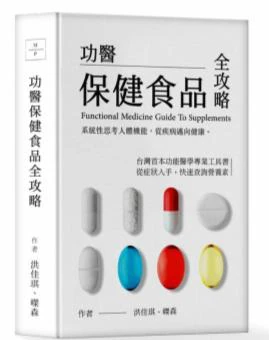 功醫
保健食品
全攻略
Functional Medicine Guide To Supplements
系統性思考人體機能，從疾病邁向健康。
台灣首本功能醫學專業工具書
從症狀入手，快速查詢營養素
作者 洪佳琪、嶸森
功醫保健食品全攻略
作者 洪佳琪、嶸森